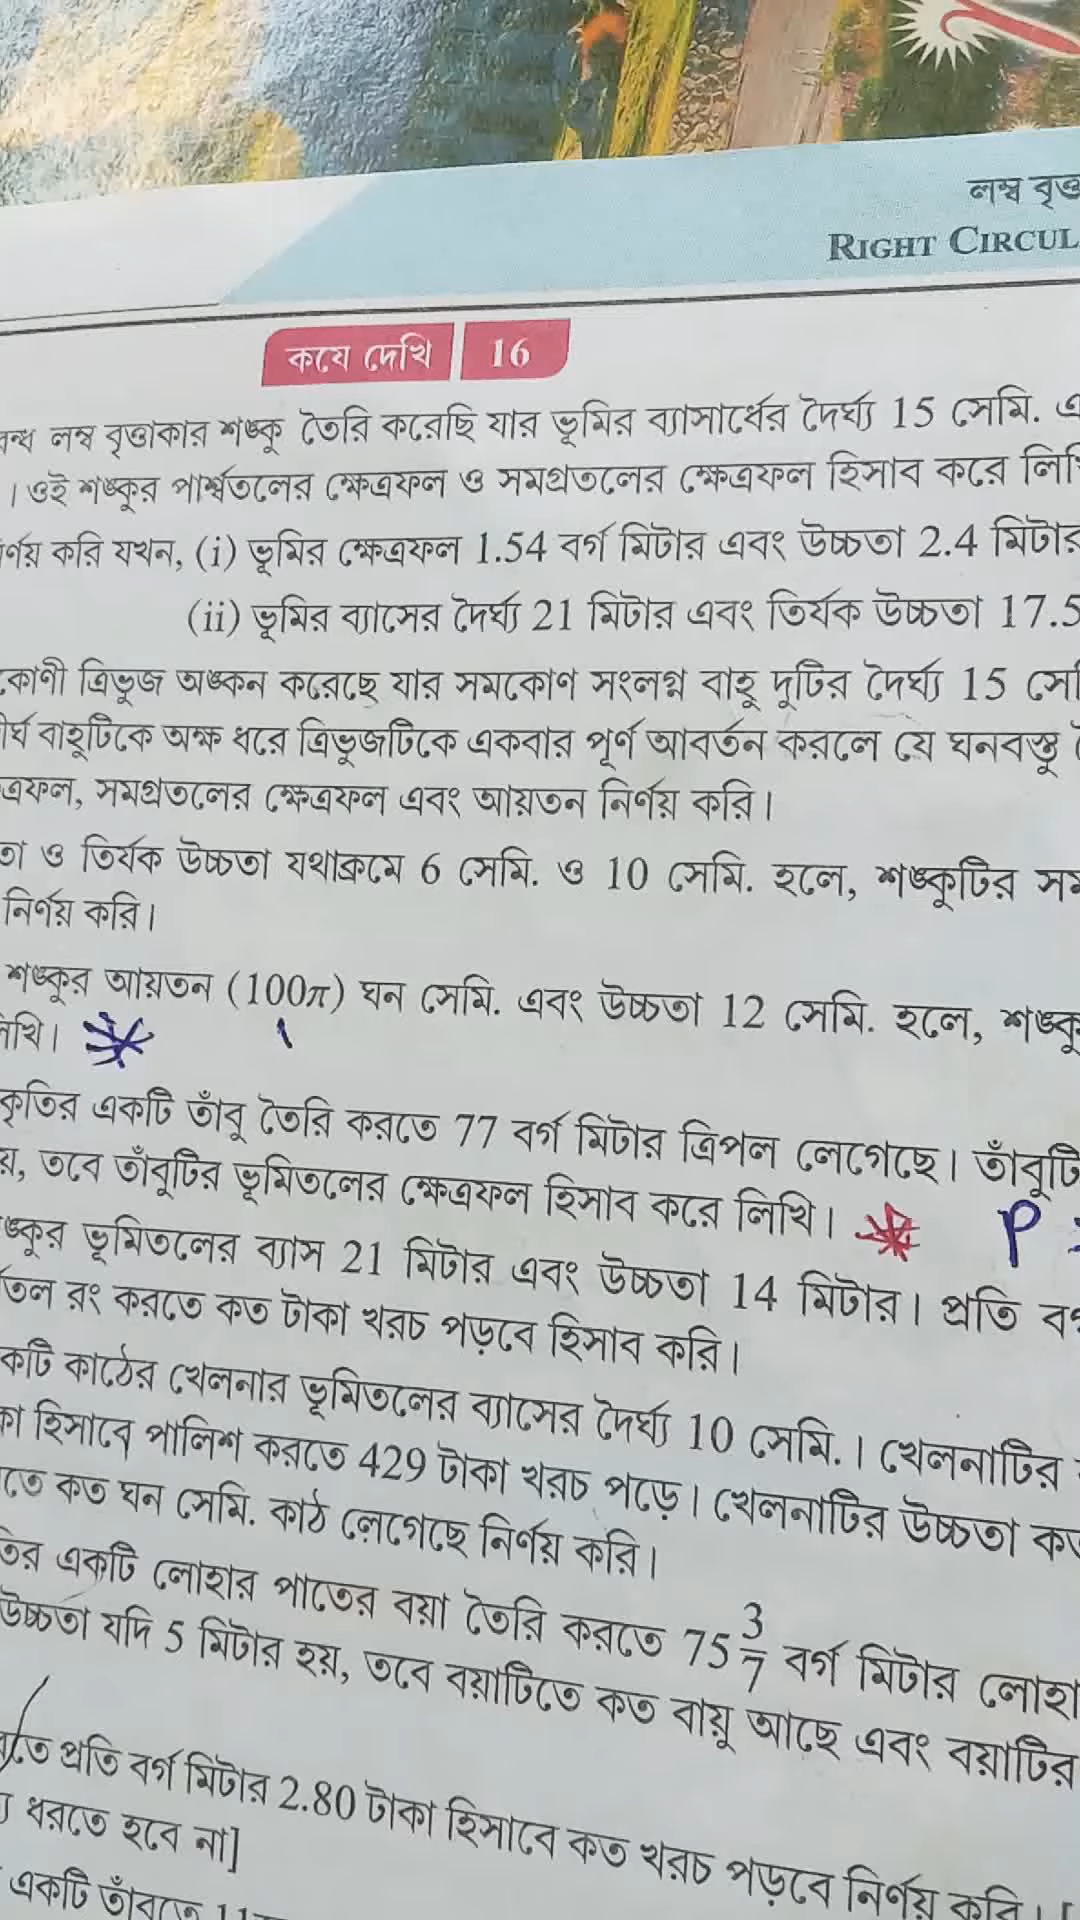 লম্ব
RIGHT
কষে দেখি 16
লম্ব বৃত্তাকার শঙ্কু তৈরি করেছি যার ভূমির ব্যাসার্ধের দৈর্ঘ্য 15 সেমি.
। ওই শঙ্কুর পার্শ্বতলের ক্ষেত্রফল ও সমগ্রতলের ক্ষেত্রফল হিসাব করে
করি যখন, (i) ভূমির ক্ষেত্রফল 1.54 বর্গ মিটার এবং উচ্চতা 2.4 মিটার
(ii) ভূমির ব্যাসের দৈর্ঘ্য 21 মিটার এবং তির্যক উচ্চতা 17.5
ত্রিভুজ অঙ্কন করেছে যার সমকোণ সংলগ্ন বাহু দুটির দৈর্ঘ্য 15
বাহুটিকে অক্ষ ধরে ত্রিভুজটিকে একবার পূর্ণ আবর্তন করলে যে ঘনবস্তু
সমগ্রতলের ক্ষেত্রফল এবং আয়তন নির্ণয় করি।
ও তির্যক উচ্চতা যথাক্রমে 6 সেমি. ও 10 সেমি. হলে, শঙ্কুটির
নির্ণয় করি।
শঙ্কুর আয়তন (100π) ঘন সেমি. এবং উচ্চতা 12 সেমি. হলে,
একটি তাঁবু তৈরি করতে 77 বর্গ মিটার ত্রিপল লেগেছে। তাঁবুটি
তবে তাঁবুটির ভূমিতলের ক্ষেত্রফল হিসাব করে লিখি। P
ভূমিতলের ব্যাস 21 মিটার এবং উচ্চতা 14 মিটার। প্রতি
রং করতে কত টাকা খরচ পড়বে হিসাব করি।
কাঠের খেলনার ভূমিতলের ব্যাসের দৈর্ঘ্য 10 সেমি.। খেলনাটির
হিসাবে পালিশ করতে 429 টাকা খরচ পড়ে। খেলনাটির উচ্চতা
কত ঘন সেমি. কাঠ লেগেছে নির্ণয় করি।
একটি লোহার পাতের বয়া তৈরি করতে 75 3/7 বর্গ মিটার লোহা
উচ্চতা যদি 5 মিটার হয়, তবে বয়াটিতে কত বায়ু আছে এবং বয়াটির
প্রতি বর্গ মিটার 2.80 টাকা হিসাবে কত খরচ পড়বে নির্ণয় করি।
ধরতে হবে না]
একটি